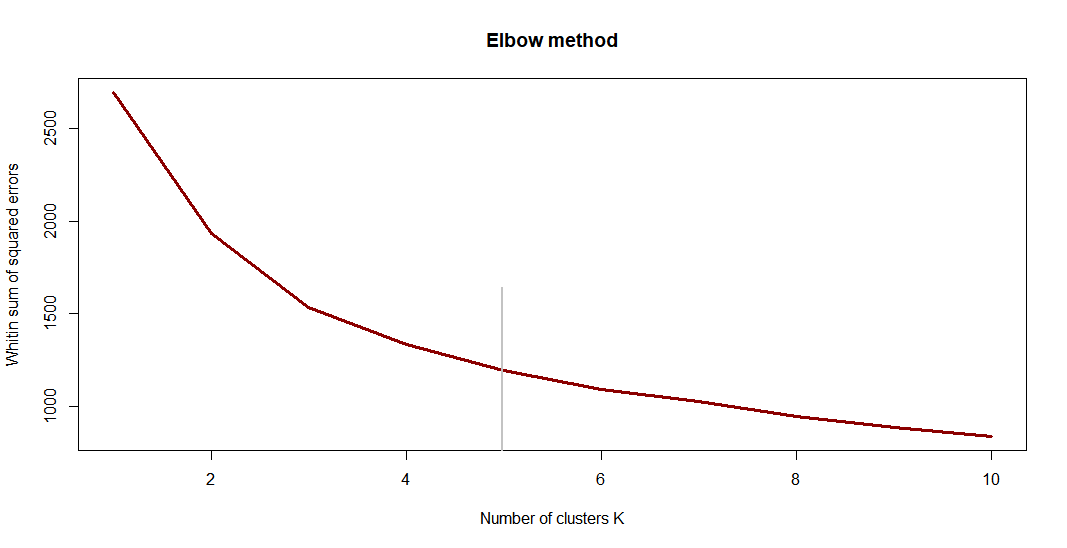 Elbow method
Whitin sum of squared errors
2500
2000
1500
1000
2 4 6 8 10
Number of clusters K